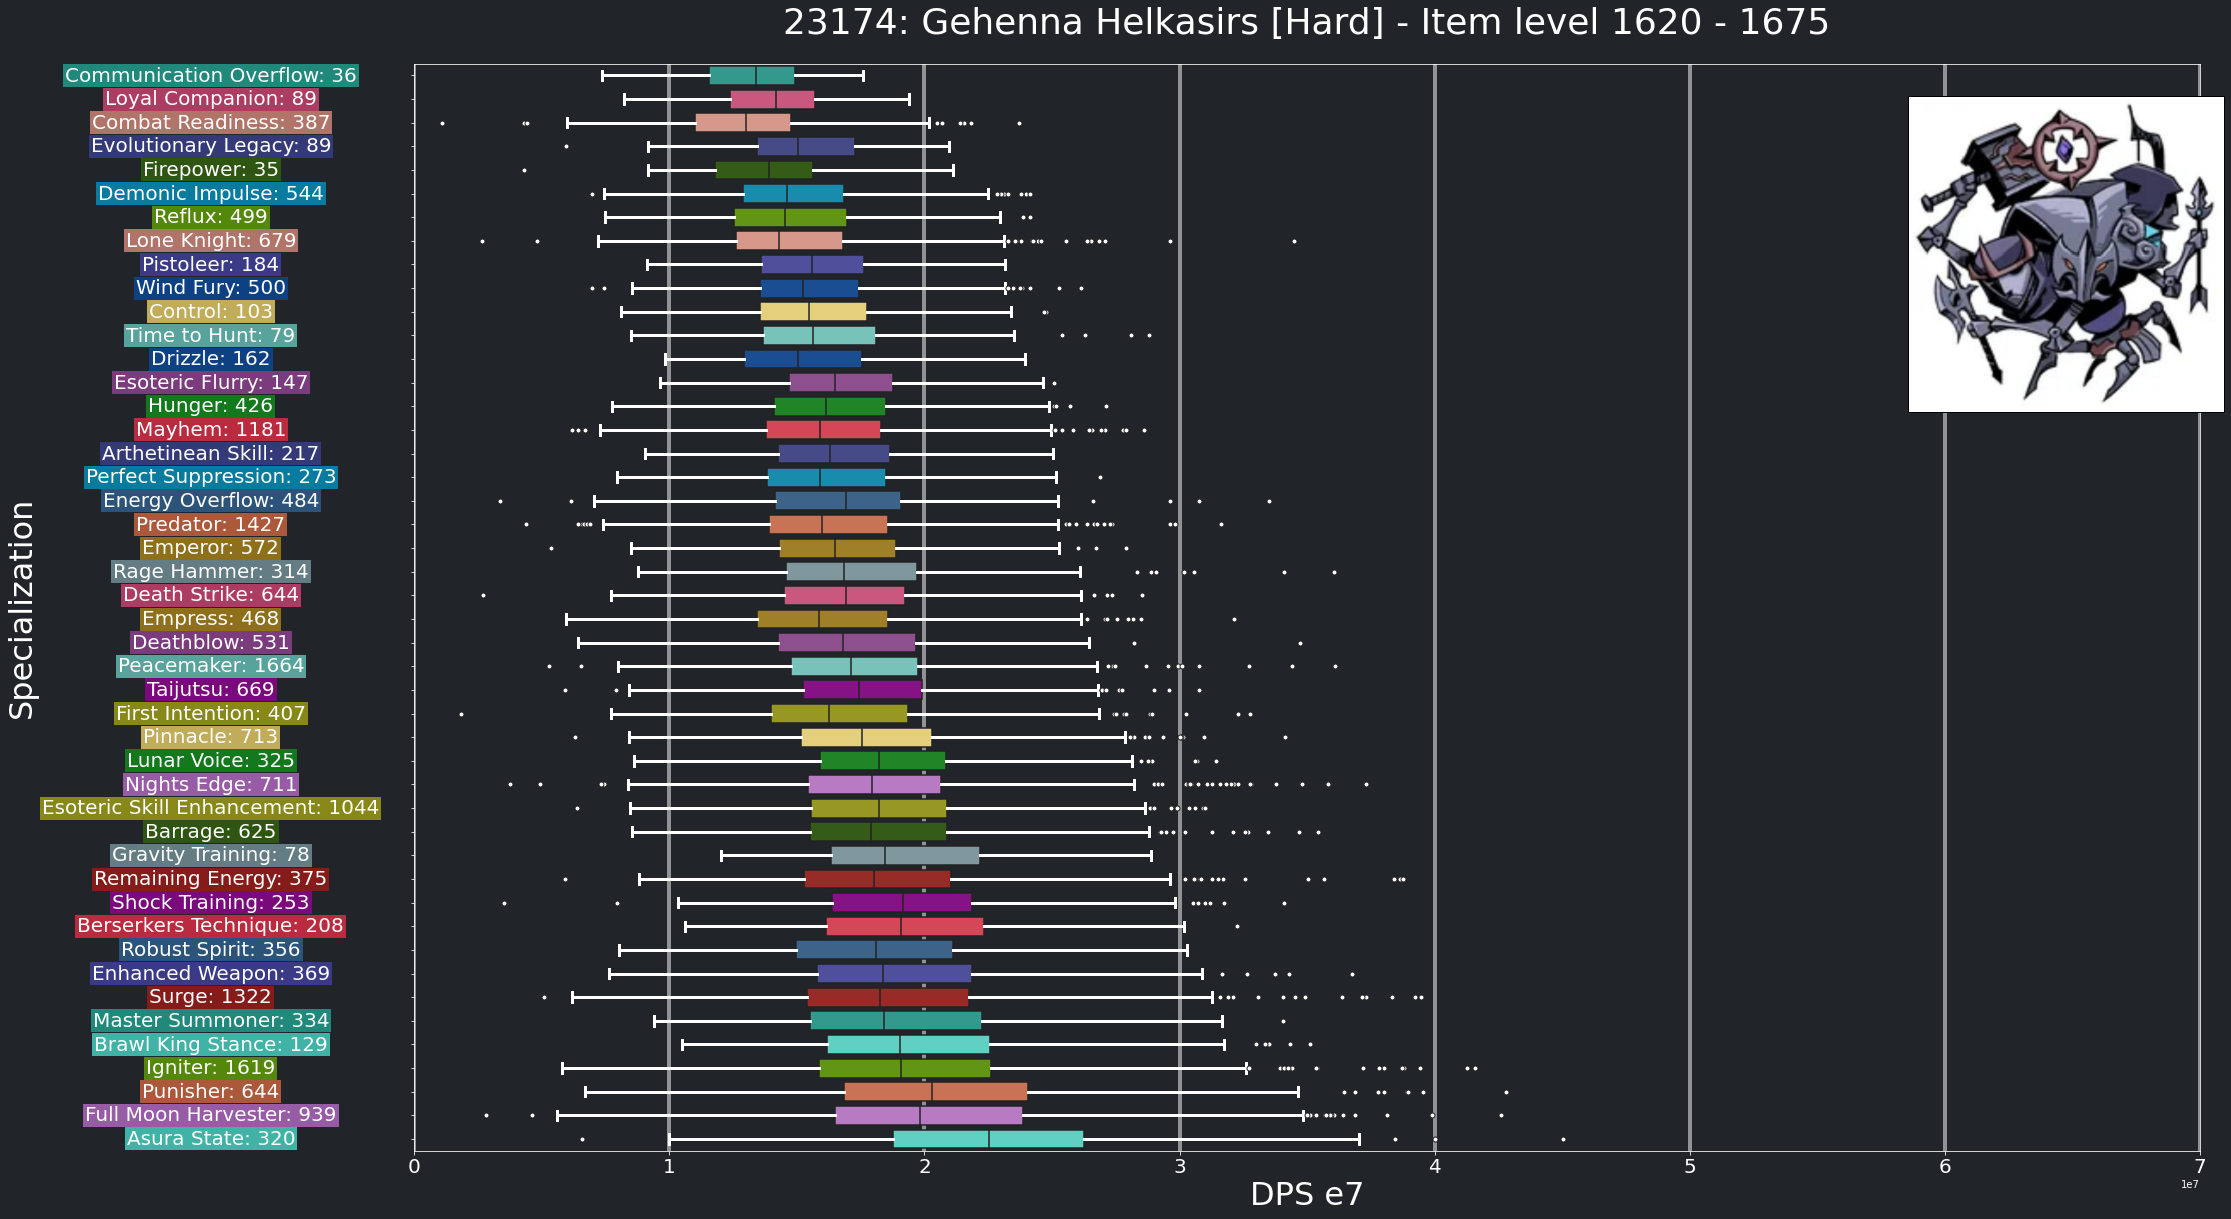 23174: Gehenna Helkasirs [Hard] - Item level 1620 - 1675
Communication Overflow: 36
Loyal Companion: 89
Combat Readiness: 387
Evolutionary Legacy: 89
Firepower: 35
Demonic Impulse: 544
Reflux: 499
Lone Knight: 679
Pistoleer: 184
Wind Fury: 500
Control: 103
Time to Hunt: 79
Drizzle: 162
Esoteric Flurry: 147
Hunger: 426
Mayhem: 1181
Arthetinean Skill: 217
Perfect Suppression: 273
Energy Overflow: 484
Predator: 1427
Emperor: 572
Rage Hammer: 314
Death Strike: 644
Empress: 468
Deathblow: 531
Peacemaker: 1664
Taijutsu: 669
First Intention: 407
Pinnacle: 713
Lunar Voice: 325
Nights Edge: 711
Esoteric Skill Enhancement: 1044
Barrage: 625
Gravity Training: 78
Remaining Energy: 375
Shock Training: 253
Berserkers Technique: 208
Robust Spirit: 356
Enhanced Weapon: 369
Surge: 1322
Master Summoner: 334
Brawl King Stance: 129
Igniter: 1619
Punisher: 644
Full Moon Harvester: 939
Asura State: 320
Specialization
0 1 2 3 4 5 6 7
1e7
DPS e7